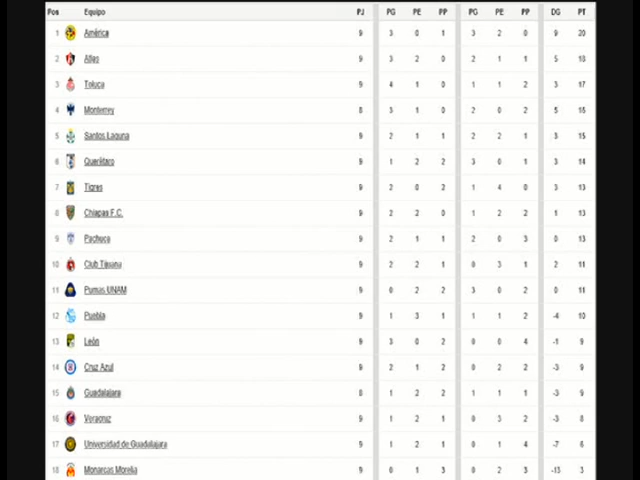 Pos Equipo PJ PG PE PP PG PE PP DG PT
1 América 9 3 0 1 3 2 0 9 20
2 Atlas 9 3 2 0 2 1 1 5 18
3 Toluca 9 4 1 0 1 1 2 3 17
4 Monterrey 8 3 1 0 2 0 2 5 16
5 Santos Laguna 9 2 1 1 2 2 1 3 15
6 Querétaro 9 1 2 2 3 0 1 3 14
7 Tigres 9 2 0 2 1 4 0 3 13
8 Chiapas F.C. 9 2 2 0 1 2 2 1 13
9 Pachuca 9 2 1 1 2 0 3 0 13
10 Club Tijuana 9 2 2 1 0 3 1 2 11
11 Pumas UNAM 9 0 2 2 3 0 2 0 11
12 Puebla 9 1 3 1 1 1 2 -4 10
13 León 9 3 0 2 0 0 4 -1 9
14 Cruz Azul 9 2 1 2 0 2 2 -3 9
15 Guadalajara 8 1 2 2 1 1 1 -3 9
16 Veracruz 9 1 2 1 0 3 2 -3 8
17 Universidad de Guadalajara 9 1 2 1 0 1 4 -7 6
18 Monarcas Morelia 9 0 1 3 0 2 3 -13 3